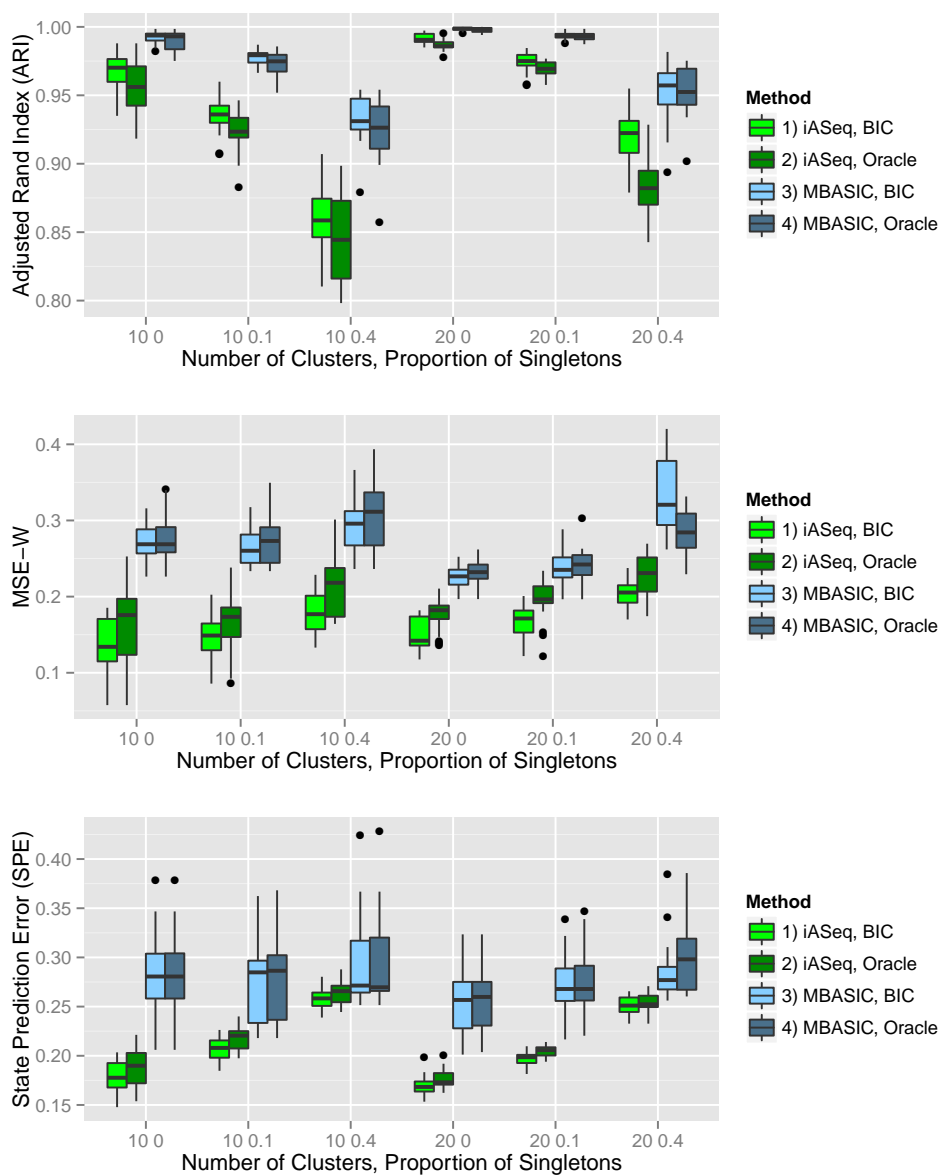 Adjusted Rand Index (ARI)
1.00
0.95
0.90
0.85
0.80
10 0
10 0.1
10 0.4
20 0
20 0.1
20 0.4
Number of Clusters, Proportion of Singletons
Method
1) iASeq, BIC
2) iASeq, Oracle
3) MBASIC, BIC
4) MBASIC, Oracle
MSE−W
0.4
0.3
0.2
0.1
10 0
10 0.1
10 0.4
20 0
20 0.1
20 0.4
Number of Clusters, Proportion of Singletons
Method
1) iASeq, BIC
2) iASeq, Oracle
3) MBASIC, BIC
4) MBASIC, Oracle
State Prediction Error (SPE)
0.40
0.35
0.30
0.25
0.20
0.15
10 0
10 0.1
10 0.4
20 0
20 0.1
20 0.4
Number of Clusters, Proportion of Singletons
Method
1) iASeq, BIC
2) iASeq, Oracle
3) MBASIC, BIC
4) MBASIC, Oracle